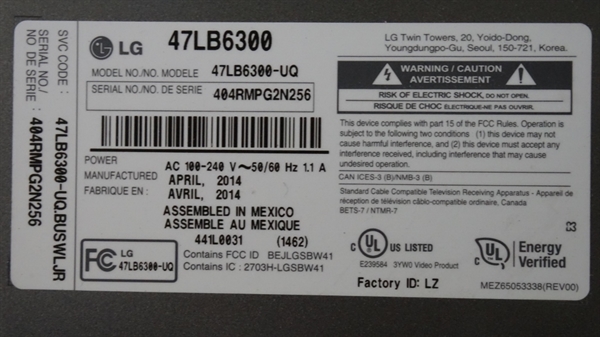 SVC CODE : 47LB6300-UQ.BUSWLJR
SERIAL NO./
NO DE SERIE : 404RMPG2N256
LG 47LB6300
MODEL NO./NO. MODELE 47LB6300-UQ
SERIAL NO./NO. DE SERIE 404RMPG2N256
POWER AC 100-240 V~50/60 Hz 1.1 A
MANUFACTURED APRIL, 2014
FABRIQUE EN : AVRIL, 2014
ASSEMBLED IN MEXICO
ASSEMBLE AU MEXIQUE
441L0031 (1462)
FC LG
47LB6300-UQ
Contains FCC ID BEJLGSBW41
Contains IC : 2703H-LGSBW41
LG Twin Towers, 20, Yoido-Dong,
Youngdungpo-Gu, Seoul, 150-721, Korea.
WARNING / CAUTION
AVERTISSEMENT
RISK OF ELECTRIC SHOCK, DO NOT OPEN.
RISQUE DE CHOC ELECTRIQUE-NE PAS OUVRIR.
This device complies with part 15 of the FCC Rules. Operation is
subject to the following two conditions: (1) this device may not
cause harmful interference, and (2) this device must accept any
interference received, including interference that may cause
undesired operation.
CAN ICES-3 (B)/NMB-3 (B)
Standard Cable Compatible Television Receiving Apparatus - Appareil de
réception de télévision câblo-compatible ordinaire, Canada
BETS-7 / NTMR-7
C UL US LISTED
E239584 3YW0 Video Product
UL Energy
Verified
Factory ID: LZ
MEZ65053338(REV00)